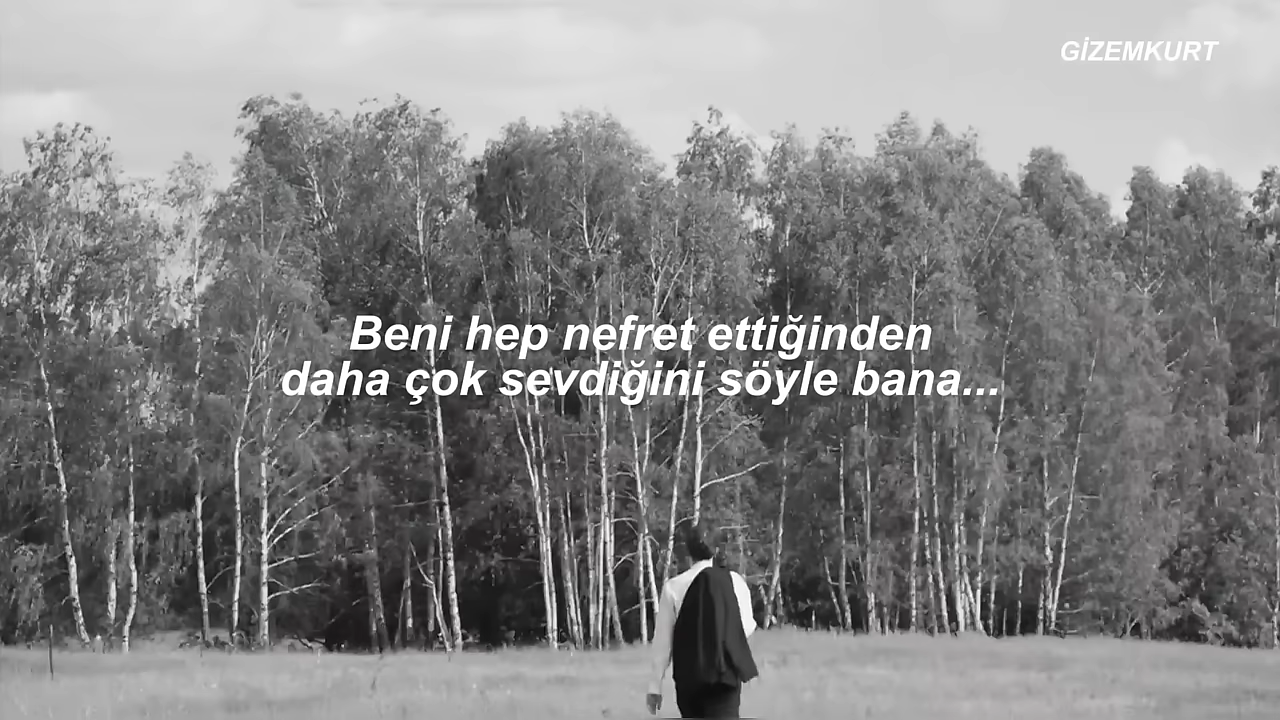 GİZEMKURT
Beni hep nefret ettiğinden
daha çok sevdiğini söyle bana...